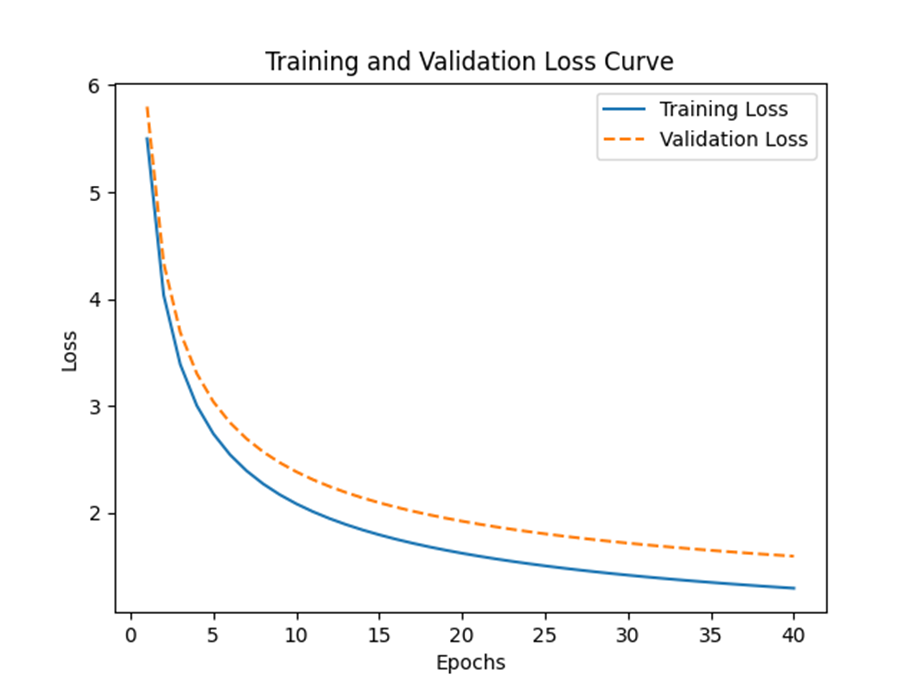 Training and Validation Loss Curve
Training Loss
Validation Loss
6
5
4
3
2
Loss
0 5 10 15 20 25 30 35 40
Epochs